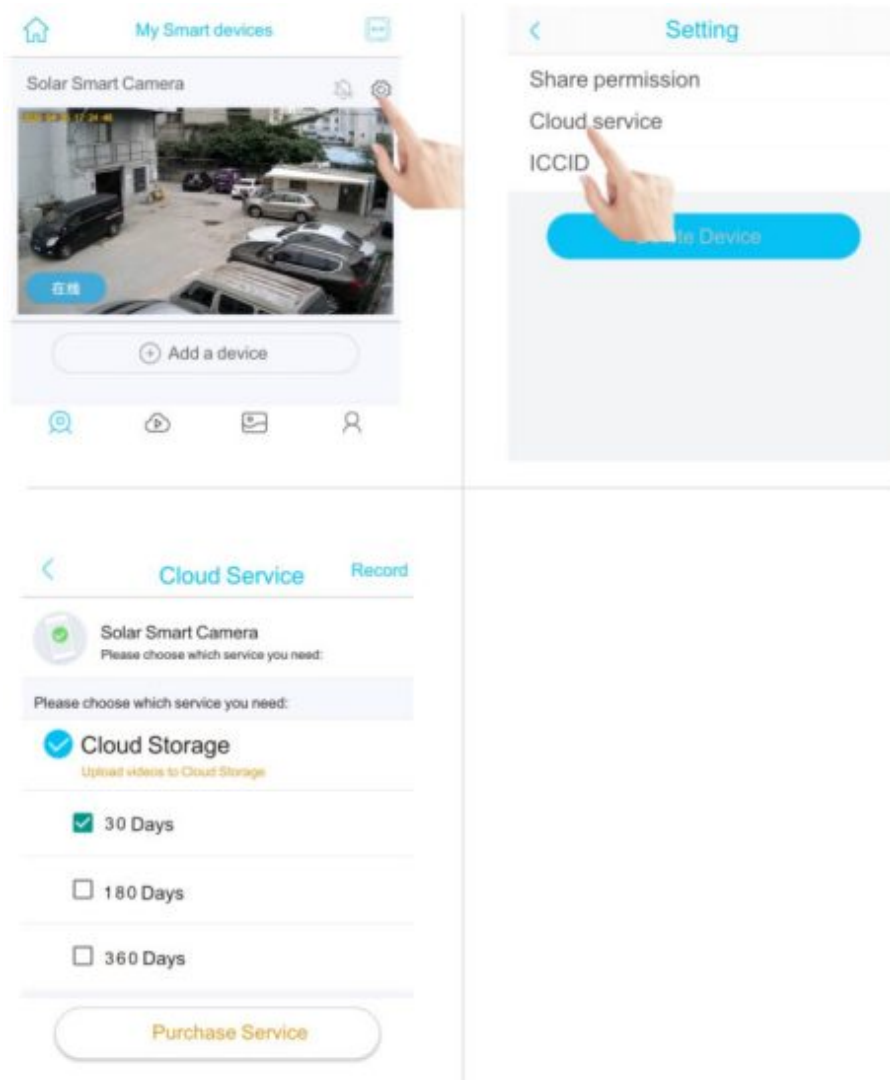 My Smart devices
Solar Smart Camera
在线
Add a device
Setting
Share permission
Cloud service
ICCID
Device
Cloud Service
Record
Solar Smart Camera
Please choose which service you need:
Please choose which service you need:
Cloud Storage
Upload videos to Cloud Storage
30 Days
180 Days
360 Days
Purchase Service